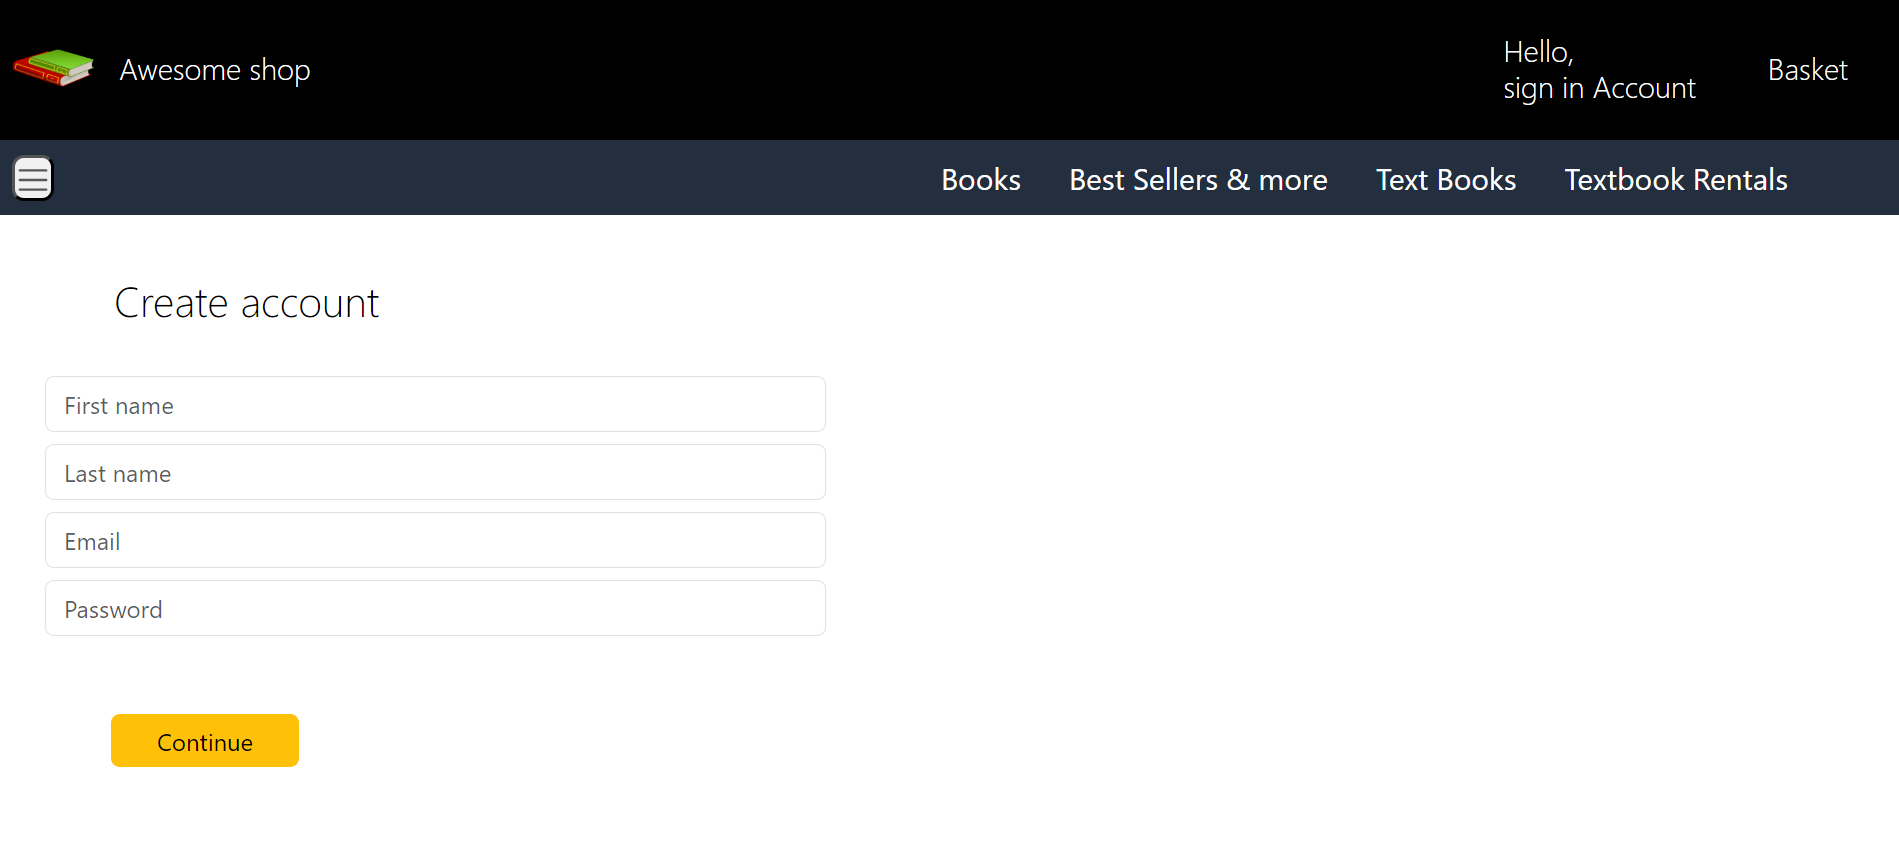 Awesome shop
Hello,
sign in Account
Basket
Books
Best Sellers & more
Text Books
Textbook Rentals
Create account
First name
Last name
Email
Password
Continue